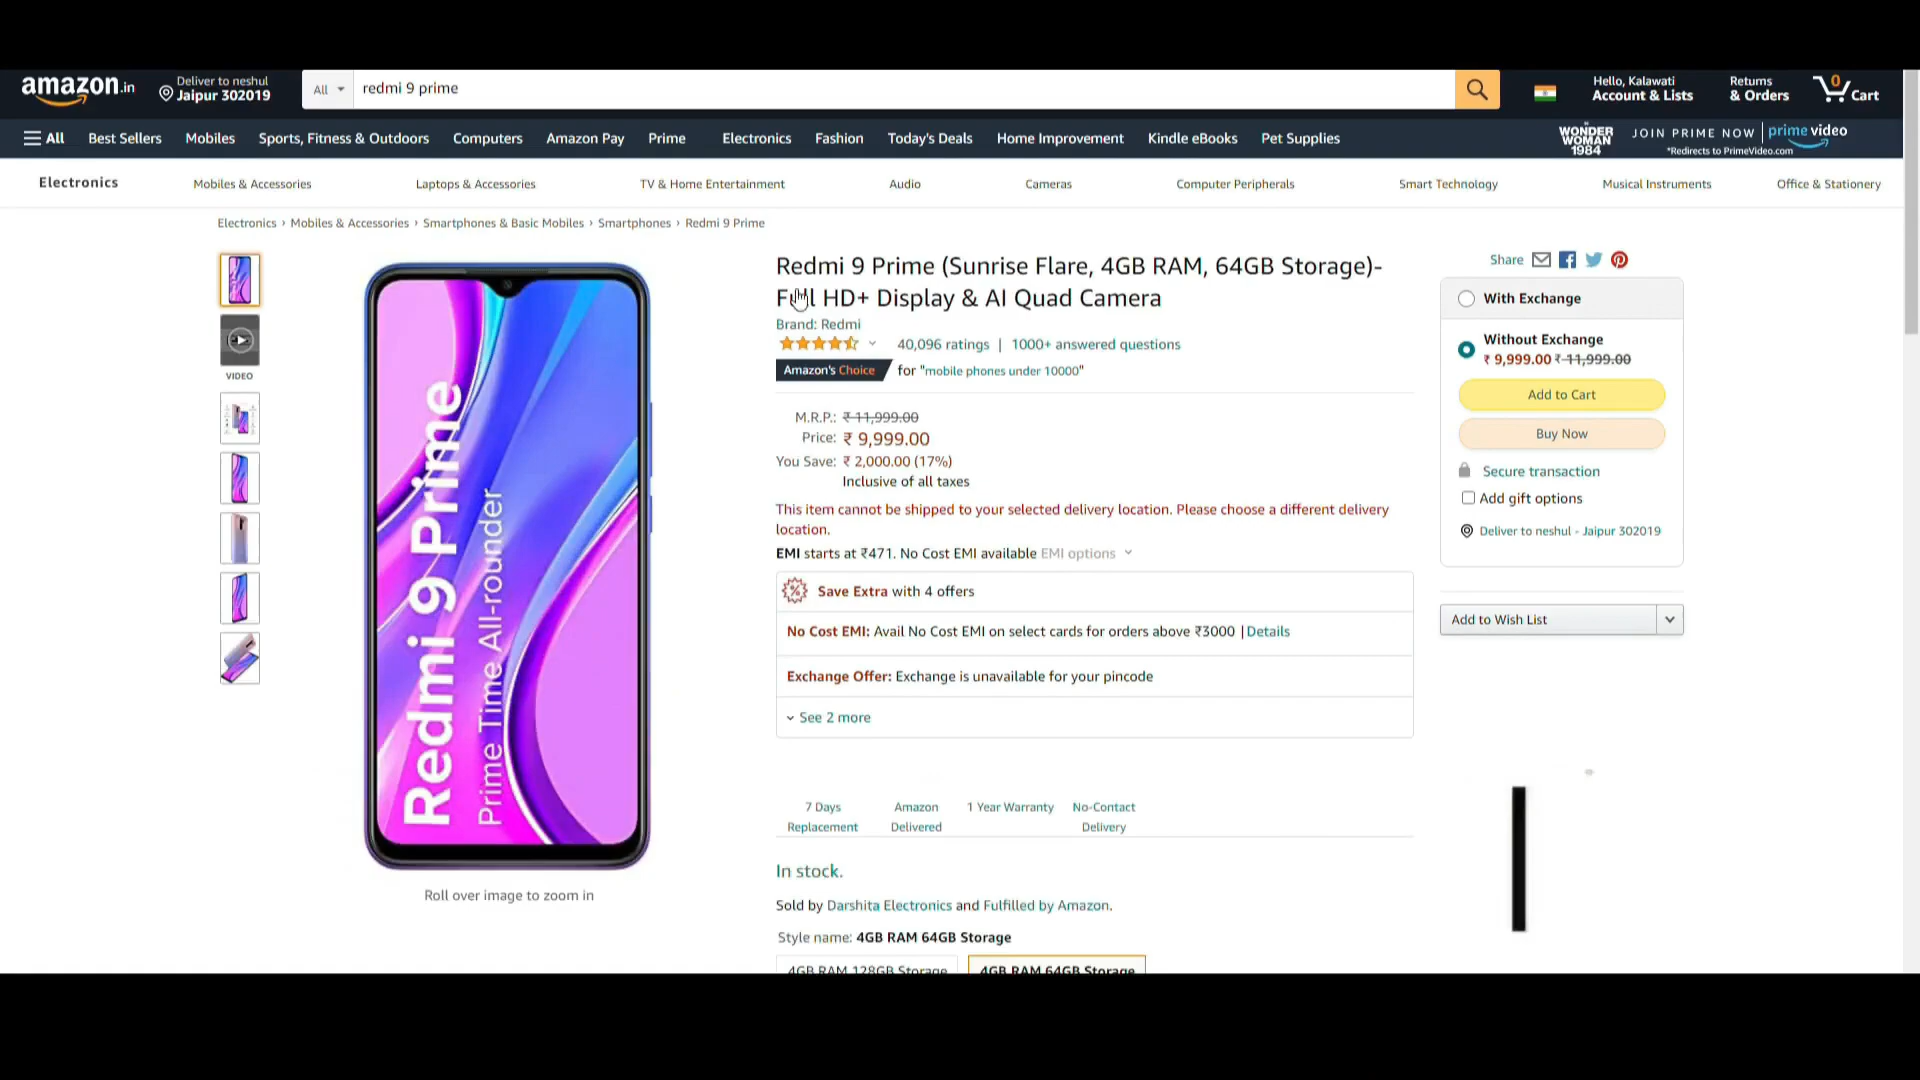 amazon.in
Deliver to neshul
Jaipur 302019
All
redmi 9 prime
Hello, Kalawati
Account & Lists
Returns
& Orders
0
Cart
All
Best Sellers
Mobiles
Sports, Fitness & Outdoors
Computers
Amazon Pay
Prime
Electronics
Fashion
Today's Deals
Home Improvement
Kindle eBooks
Pet Supplies
WONDER
WOMAN
1984
JOIN PRIME NOW
prime video
*Redirects to PrimeVideo.com
Electronics
Mobiles & Accessories
Laptops & Accessories
TV & Home Entertainment
Audio
Cameras
Computer Peripherals
Smart Technology
Musical Instruments
Office & Stationery
Electronics › Mobiles & Accessories › Smartphones & Basic Mobiles › Smartphones › Redmi 9 Prime
VIDEO
Redmi 9 Prime
Prime Time All-rounder
Roll over image to zoom in
Redmi 9 Prime (Sunrise Flare, 4GB RAM, 64GB Storage)-
Full HD+ Display & AI Quad Camera
Brand: Redmi
40,096 ratings | 1000+ answered questions
Amazon's Choice for "mobile phones under 10000"
M.R.P.: ₹ 11,999.00
Price: ₹ 9,999.00
You Save: ₹ 2,000.00 (17%)
Inclusive of all taxes
This item cannot be shipped to your selected delivery location. Please choose a different delivery
location.
EMI starts at ₹471. No Cost EMI available EMI options
Save Extra with 4 offers
No Cost EMI: Avail No Cost EMI on select cards for orders above ₹3000 |Details
Exchange Offer: Exchange is unavailable for your pincode
See 2 more
7 Days
Replacement
Amazon
Delivered
1 Year Warranty
No-Contact
Delivery
In stock.
Sold by Darshita Electronics and Fulfilled by Amazon.
Style name: 4GB RAM 64GB Storage
4GB RAM 128GB Storage
4GB RAM 64GB Storage
Share
With Exchange
Without Exchange
₹ 9,999.00 ₹ 11,999.00
Add to Cart
Buy Now
Secure transaction
Add gift options
Deliver to neshul - Jaipur 302019
Add to Wish List